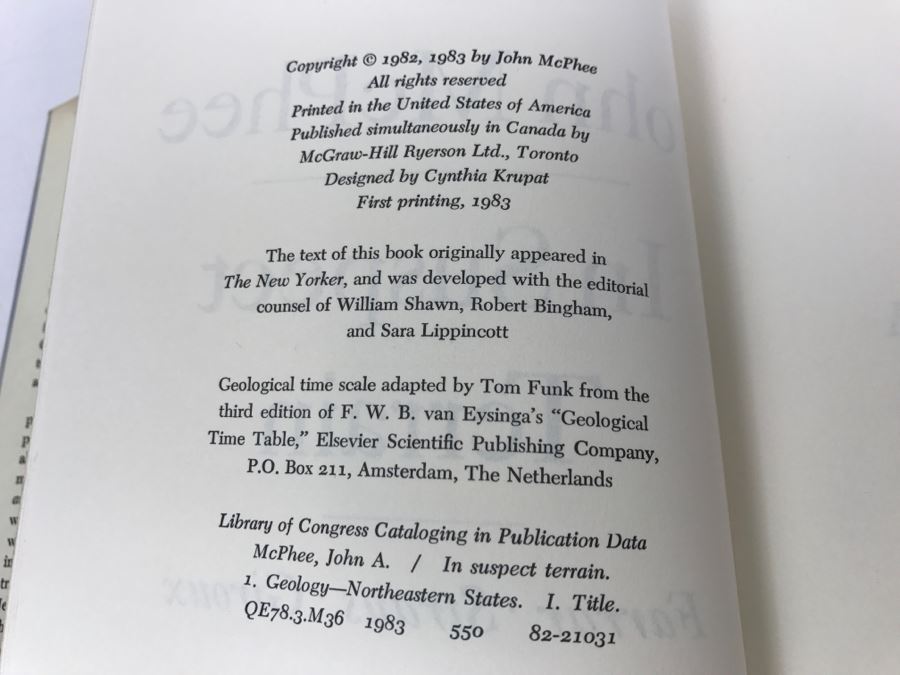 Copyright © 1982, 1983 by John McPhee
All rights reserved
Printed in the United States of America
Published simultaneously in Canada by
McGraw-Hill Ryerson Ltd., Toronto
Designed by Cynthia Krupat
First printing, 1983
The text of this book originally appeared in
The New Yorker, and was developed with the editorial
counsel of William Shawn, Robert Bingham,
and Sara Lippincott
Geological time scale adapted by Tom Funk from the
third edition of F. W. B. van Eysinga's “Geological
Time Table,” Elsevier Scientific Publishing Company,
P.O. Box 211, Amsterdam, The Netherlands
Library of Congress Cataloging in Publication Data
McPhee, John A. / In suspect terrain.
1. Geology—Northeastern States. I. Title.
QE78.3.M36 1983 550 82-21031